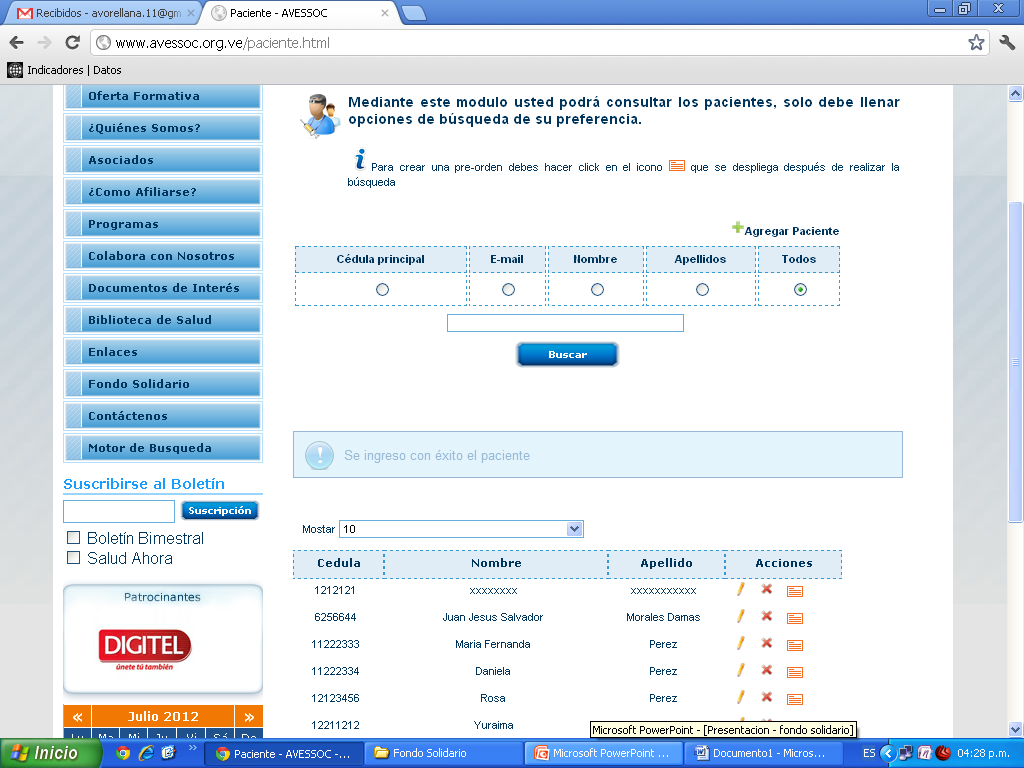 Recibidos - avorellana.11@gm
Paciente - AVESSOC
www.avessoc.org.ve/paciente.html
Indicadores | Datos
Oferta Formativa
¿Quiénes Somos?
Asociados
¿Como Afiliarse?
Programas
Colabora con Nosotros
Documentos de Interés
Biblioteca de Salud
Enlaces
Fondo Solidario
Contáctenos
Motor de Busqueda
Suscribirse al Boletín
Suscripción
Boletín Bimestral
Salud Ahora
Patrocinantes
DIGITEL
únete tú también
« Julio 2012 »
Lu Ma Mi Ju Vi Sá Do
Mediante este modulo usted podrá consultar los pacientes, solo debe llenar
opciones de búsqueda de su preferencia.
i Para crear una pre-orden debes hacer click en el icono que se despliega después de realizar la
búsqueda
Agregar Paciente
Cédula principal E-mail Nombre Apellidos Todos
Buscar
! Se ingreso con éxito el paciente
Mostar 10
Cedula Nombre Apellido Acciones
1212121 xxxxxxxx xxxxxxxxxxx
6256644 Juan Jesus Salvador Morales Damas
11222333 Maria Fernanda Perez
11222334 Daniela Perez
12123456 Rosa Perez
12211212 Yuraima
Microsoft PowerPoint - [Presentacion - fondo solidario]
Inicio » Paciente - AVESSOC -... Fondo Solidario Microsoft PowerPoint ... Documento1 - Micros... ES 04:28 p.m.